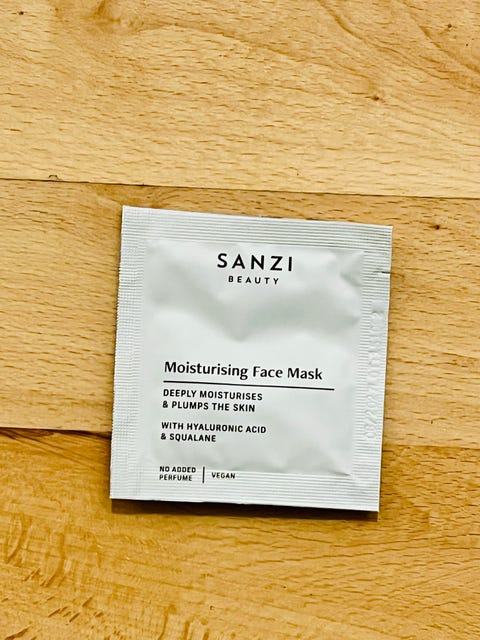 SANZI
BEAUTY
Moisturising Face Mask
DEEPLY MOISTURISES
& PLUMPS THE SKIN
WITH HYALURONIC ACID
& SQUALANE
NO ADDED
PERFUME
VEGAN